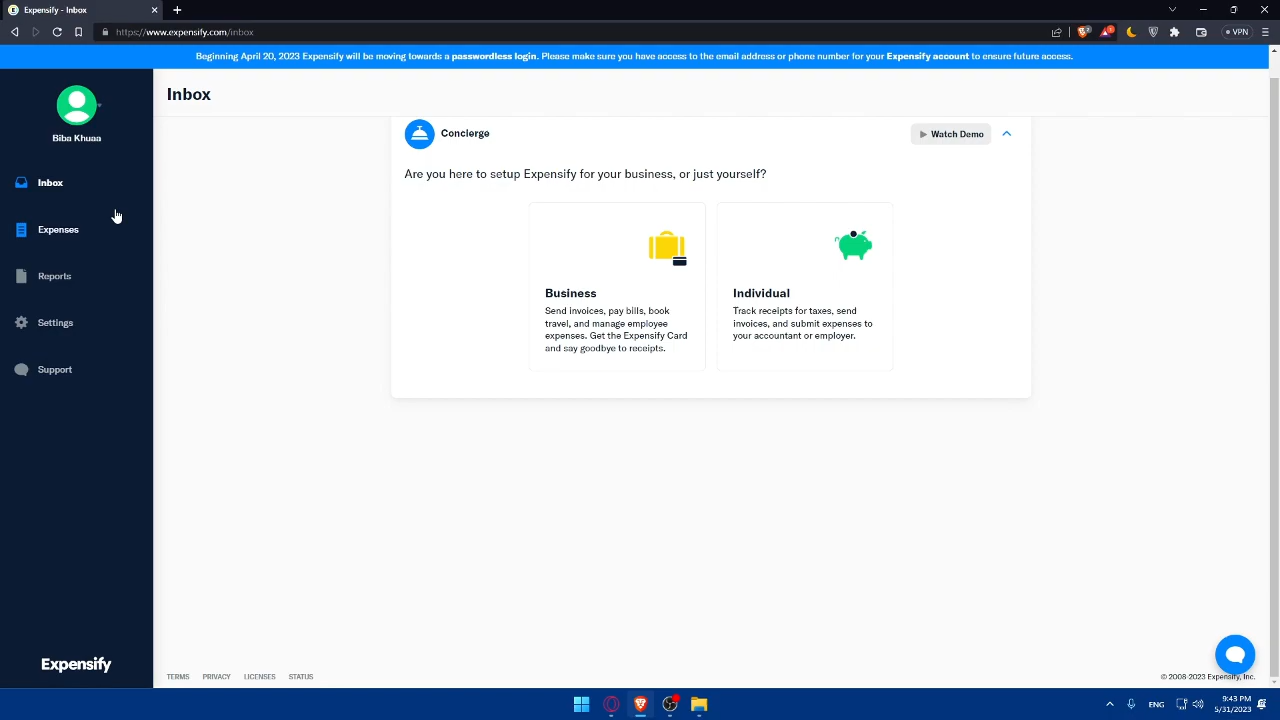 Expensify - Inbox
https://www.expensify.com/inbox
VPN
Beginning April 20, 2023 Expensify will be moving towards a passwordless login. Please make sure you have access to the email address or phone number for your Expensify account to ensure future access.
Biba Khuaa
Inbox
Expenses
Reports
Settings
Support
Expensify
Inbox
Concierge
Watch Demo
Are you here to setup Expensify for your business, or just yourself?
Business
Send invoices, pay bills, book
travel, and manage employee
expenses. Get the Expensify Card
and say goodbye to receipts.
Individual
Track receipts for taxes, send
invoices, and submit expenses to
your accountant or employer.
TERMS PRIVACY LICENSES STATUS
© 2008-2023 Expensify, Inc.
ENG
9:43 PM
5/31/2023